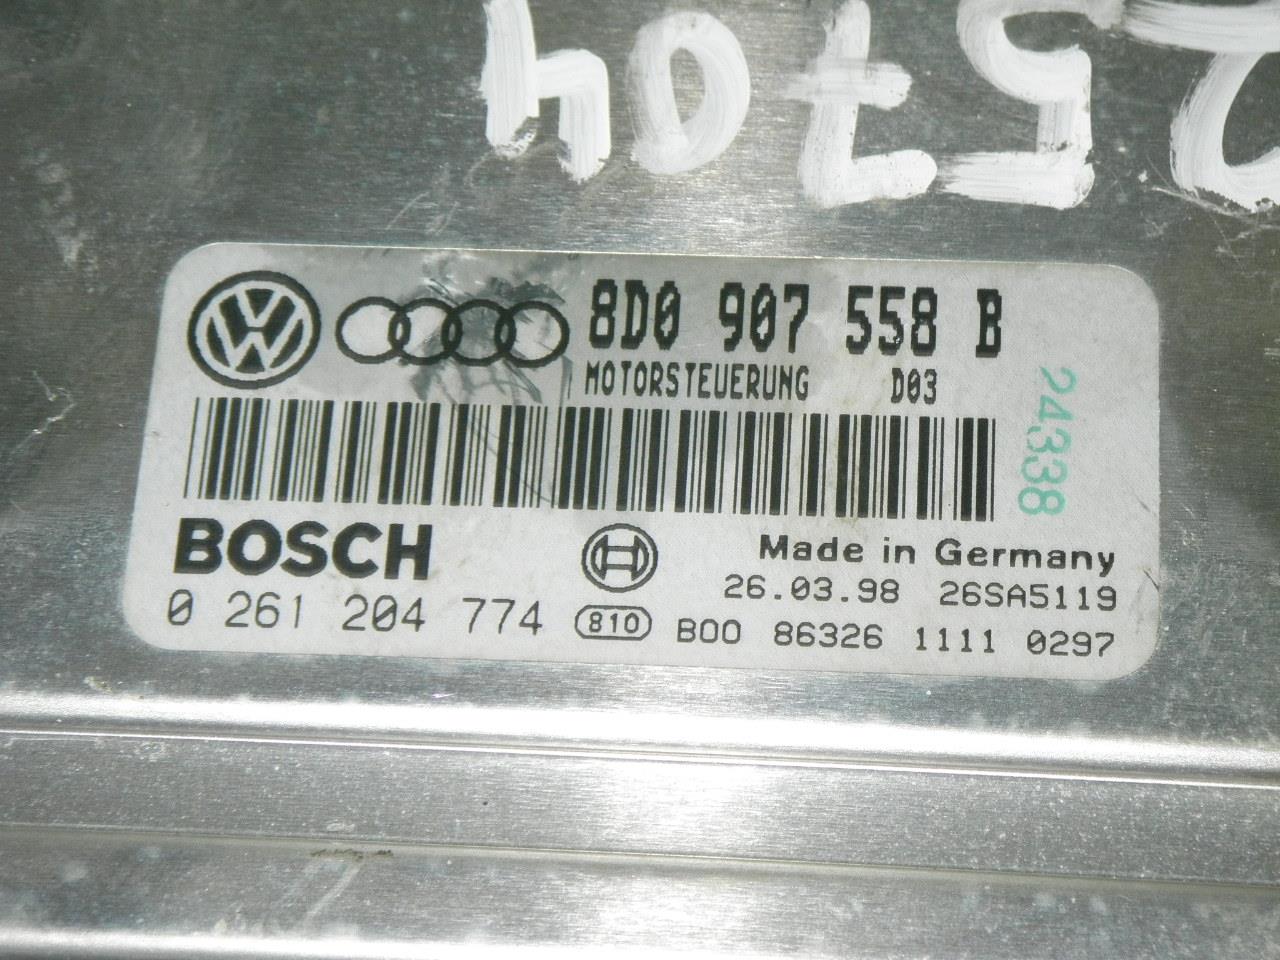 25704
8D0 907 558 B
MOTORSTEUERUNG D03
24338
BOSCH
Made in Germany
26.03.98 26SA5119
0 261 204 774 810 B00 86326 1111 0297